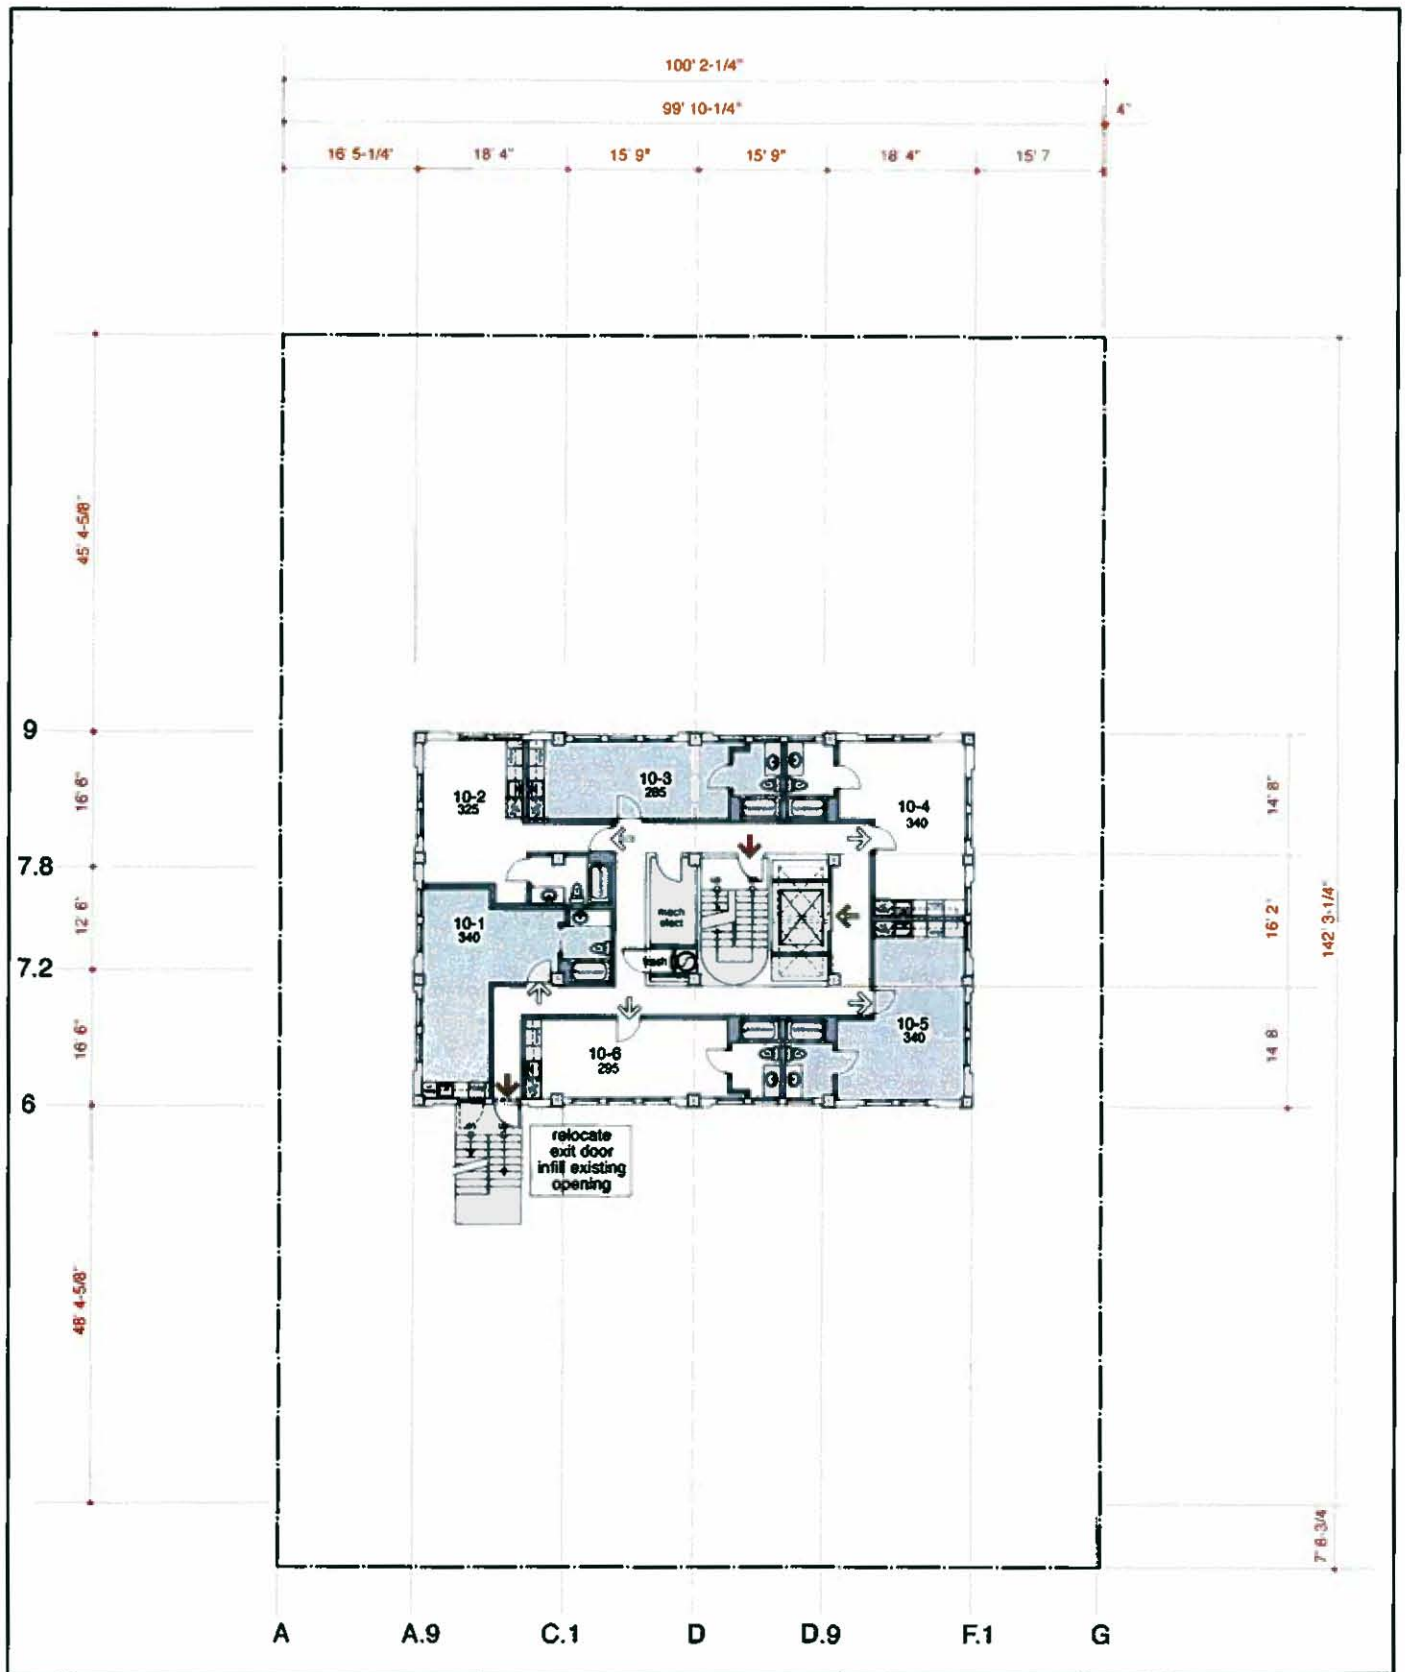 100' 2-1/4"
99' 10-1/4"
4"
16' 5-1/4"
18' 4"
15' 9"
15' 9"
18' 4"
15' 7
45' 4-5/8"
9
16' 6"
7.8
12' 6"
7.2
16' 6"
6
48' 4-5/8"
10-3
285
10-2
325
10-4
340
mech
elect
10-1
340
trash
10-5
340
10-6
295
relocate
exit door
infill existing
opening
14' 8"
16' 2"
142' 3-1/4"
14' 8
7' 8-3/4
A
A.9
C.1
D
D.9
F.1
G